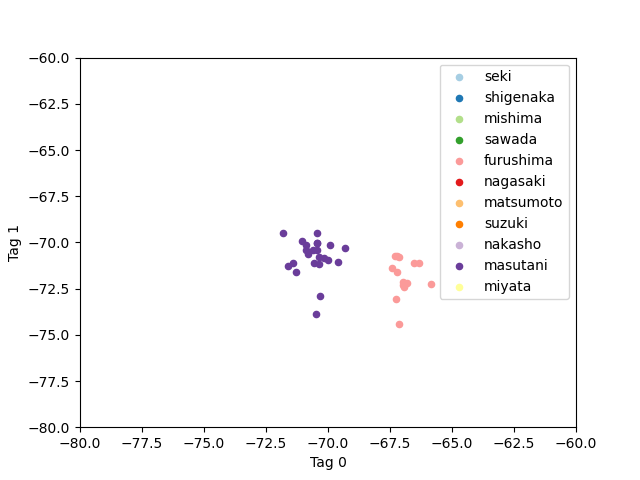 −60.0
−62.5
−65.0
−67.5
−70.0
−72.5
−75.0
−77.5
−80.0
Tag 1
seki
shigenaka
mishima
sawada
furushima
nagasaki
matsumoto
suzuki
nakasho
masutani
miyata
−80.0 −77.5 −75.0 −72.5 −70.0 −67.5 −65.0 −62.5 −60.0
Tag 0